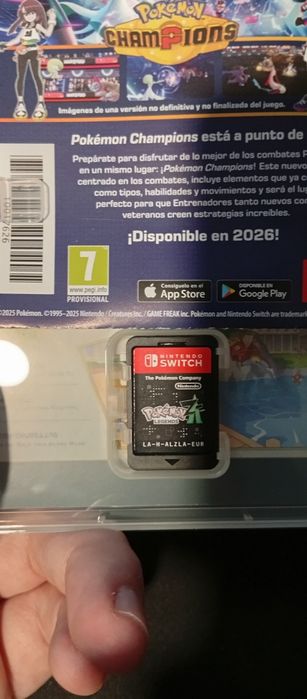 POKÉMON
CHAMPIONS
Imágenes de una versión no definitiva y no finalizada del juego.
Pokémon Champions está a punto de
Prepárate para disfrutar de lo mejor de los combates P
en un mismo lugar: ¡Pokémon Champions! Este nuevo
centrado en los combates, incluye elementos que ya c
como tipos, habilidades y movimientos y será el lug
perfecto para que Entrenadores tanto nuevos con
veteranos creen estrategias increíbles.
¡Disponible en 2026!
7
www.pegi.info
PROVISIONAL
Consíguelo en el
App Store
DISPONIBLE EN
Google Play
©2025 Pokémon. ©1995–2025 Nintendo / Creatures Inc. / GAME FREAK inc. Pokémon and Nintendo Switch are trademark
NINTENDO
SWITCH
The Pokémon Company
Nintendo
POKÉMON
LEGENDS
LA-H-ALZLA-EUR